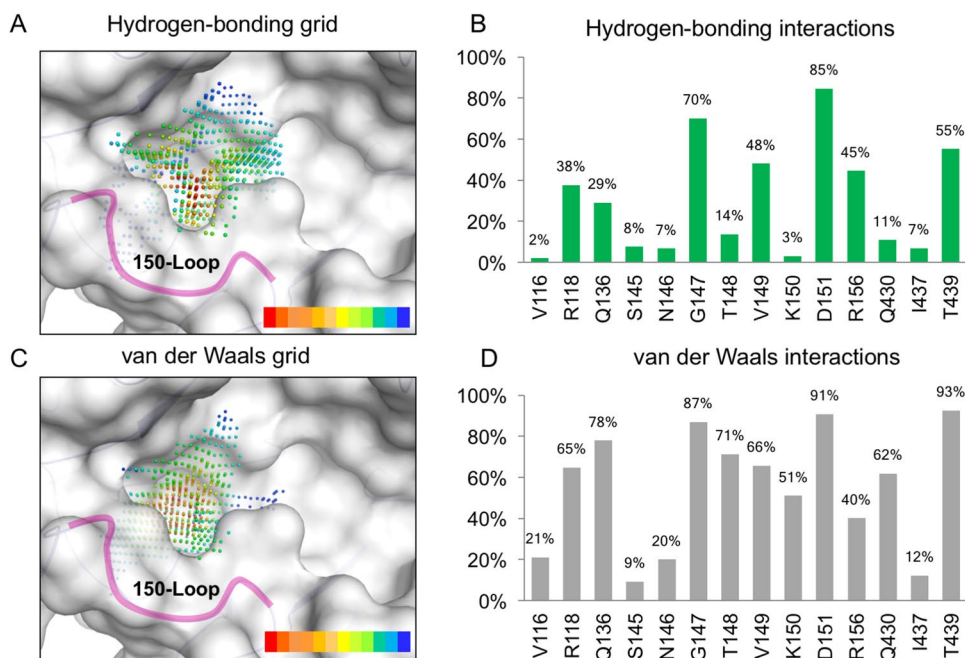 A
Hydrogen-bonding grid
150-Loop
B
Hydrogen-bonding interactions
100%
80%
60%
40%
20%
0%
2%
38%
29%
8%
7%
70%
14%
48%
3%
85%
45%
11%
7%
55%
V116
R118
Q136
S145
N146
G147
T148
V149
K150
D151
R156
Q430
I437
T439
C
van der Waals grid
150-Loop
D
van der Waals interactions
100%
80%
60%
40%
20%
0%
21%
65%
78%
9%
20%
87%
71%
66%
51%
91%
40%
62%
12%
93%
V116
R118
Q136
S145
N146
G147
T148
V149
K150
D151
R156
Q430
I437
T439